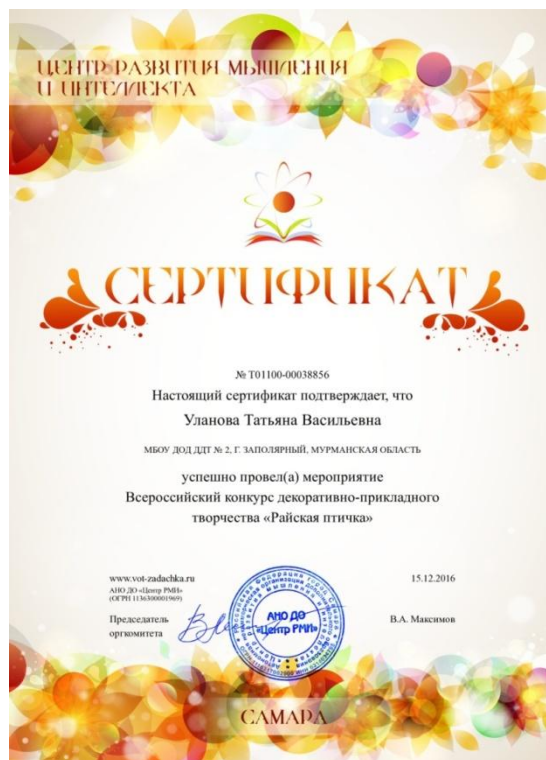 ЦЕНТР РАЗВИТИЯ МЫШЛЕНИЯ
И ИНТЕЛЛЕКТА
СЕРТИФИКАТ
№ T01100-00038856
Настоящий сертификат подтверждает, что
Уланова Татьяна Васильевна
МБОУ ДОД ДДТ № 2, Г. ЗАПОЛЯРНЫЙ, МУРМАНСКАЯ ОБЛАСТЬ
успешно провел(а) мероприятие
Всероссийский конкурс декоративно-прикладного
творчества «Райская птичка»
www.vot-zadachka.ru
АНО ДО «Центр РМИ»
(ОГРН 1136300001969)
15.12.2016
Председатель
оргкомитета
АНО ДО
«Центр РМИ»
В.А. Максимов
САМАРА